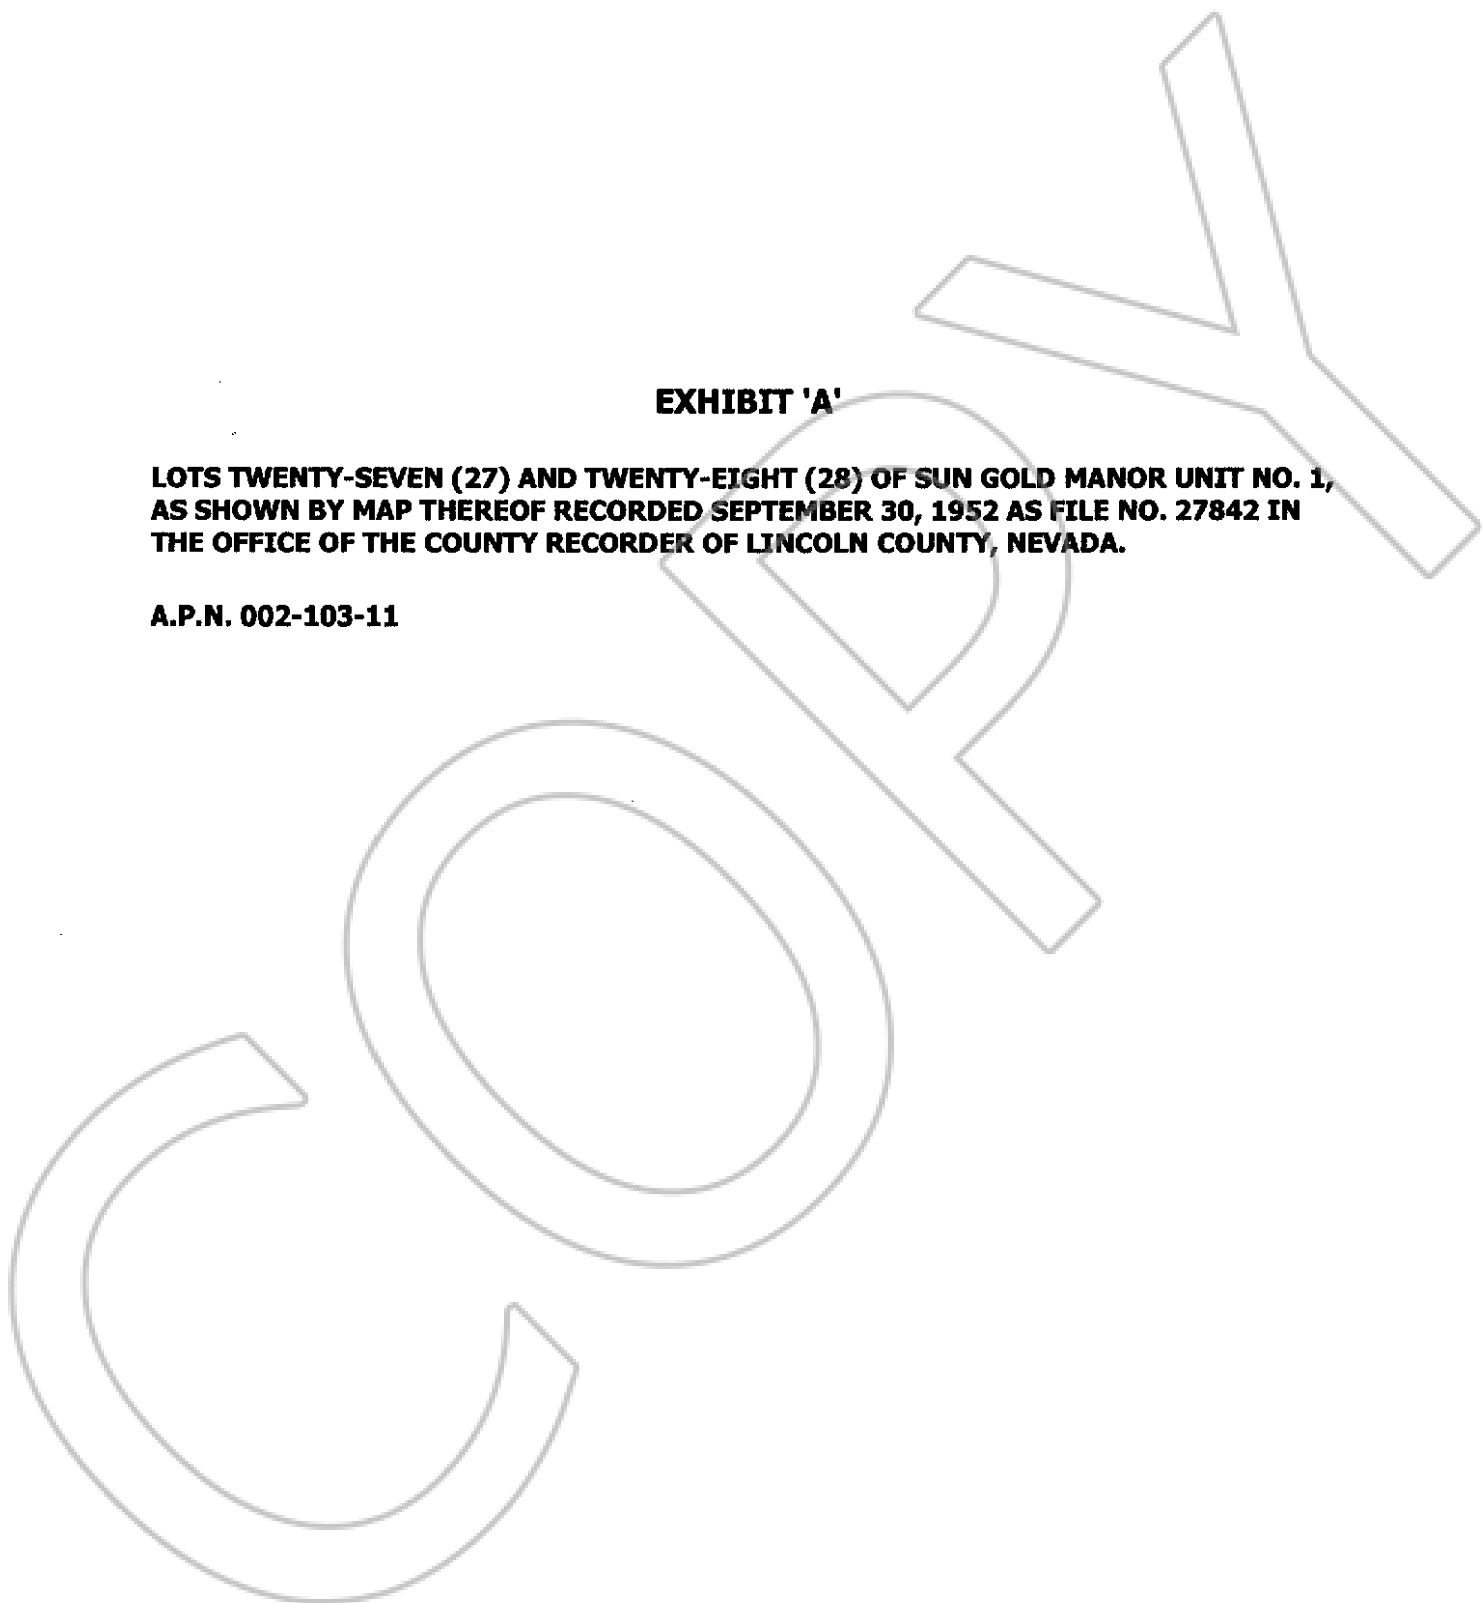 EXHIBIT 'A'
LOTS TWENTY-SEVEN (27) AND TWENTY-EIGHT (28) OF SUN GOLD MANOR UNIT NO. 1,
AS SHOWN BY MAP THEREOF RECORDED SEPTEMBER 30, 1952 AS FILE NO. 27842 IN
THE OFFICE OF THE COUNTY RECORDER OF LINCOLN COUNTY, NEVADA.
A.P.N. 002-103-11
COPY